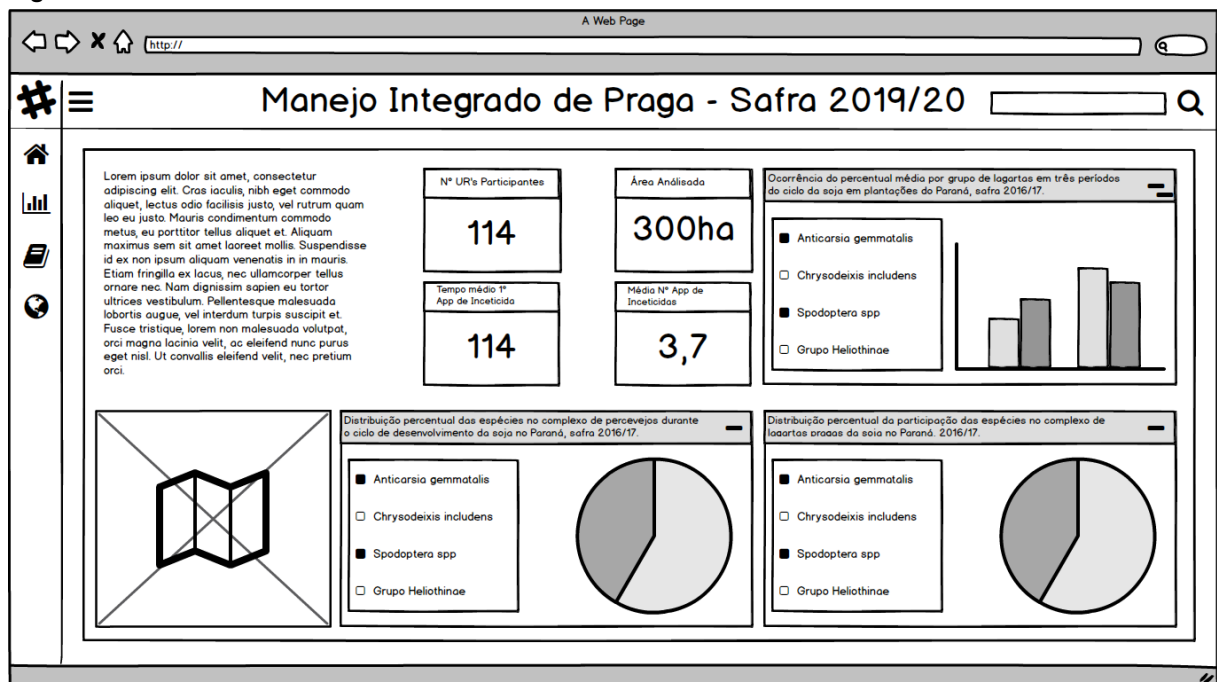 A Web Page
http://
Manejo Integrado de Praga - Safra 2019/20
Lorem ipsum dolor sit amet, consectetur
adipiscing elit. Cras iaculis, nibh eget commodo
aliquet, lectus odio facilisis justo, vel rutrum quam
leo eu justo. Mauris condimentum commodo
metus, eu porttitor tellus aliquet et. Aliquam
maximus sem sit amet laoreet mollis. Suspendisse
id ex non ipsum aliquam venenatis in in mauris.
Etiam fringilla ex lacus, nec ullamcorper tellus
ornare nec. Nam dignissim sapien eu tortor
ultrices vestibulum. Pellentesque malesuada
lobortis augue, vel interdum turpis suscipit et.
Fusce tristique, lorem non malesuada volutpat,
orci magna lacinia velit, ac eleifend nunc purus
eget nisl. Ut convallis eleifend velit, nec pretium
orci.
N° UR's Participantes
114
Área Análisada
300ha
Tempo médio 1°
App de Inceticida
114
Média N° App de
Inceticidas
3,7
Ocorrência do percentual média por grupo de lagartas em três períodos
do ciclo da soja em plantações do Paraná, safra 2016/17.
Anticarsia gemmatalis
Chrysodeixis includens
Spodoptera spp
Grupo Heliothinae
Distribuição percentual das espécies no complexo de percevejos durante
o ciclo de desenvolvimento da soja no Paraná, safra 2016/17.
Anticarsia gemmatalis
Chrysodeixis includens
Spodoptera spp
Grupo Heliothinae
Distribuição percentual da participação das espécies no complexo de
lagartas pragas da soja no Paraná. 2016/17.
Anticarsia gemmatalis
Chrysodeixis includens
Spodoptera spp
Grupo Heliothinae